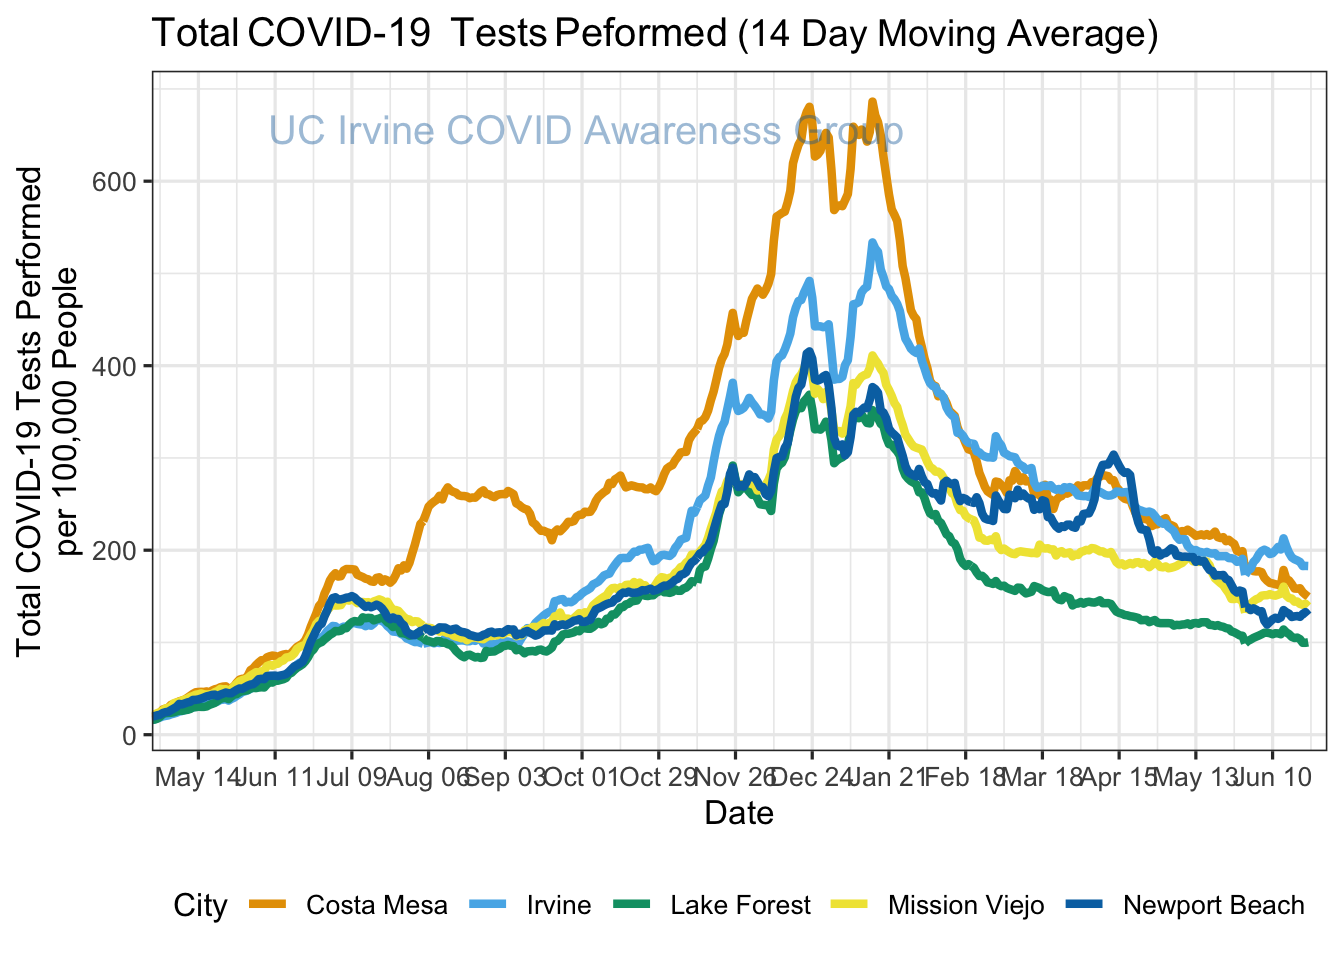 Total COVID-19 Tests Peformed (14 Day Moving Average)
UC Irvine COVID Awareness Group
Total COVID-19 Tests Performed
per 100,000 People
600
400
200
0
May 14 Jun 11 Jul 09 Aug 06 Sep 03 Oct 01 Oct 29 Nov 26 Dec 24 Jan 21 Feb 18 Mar 18 Apr 15 May 13 Jun 10
Date
City Costa Mesa Irvine Lake Forest Mission Viejo Newport Beach